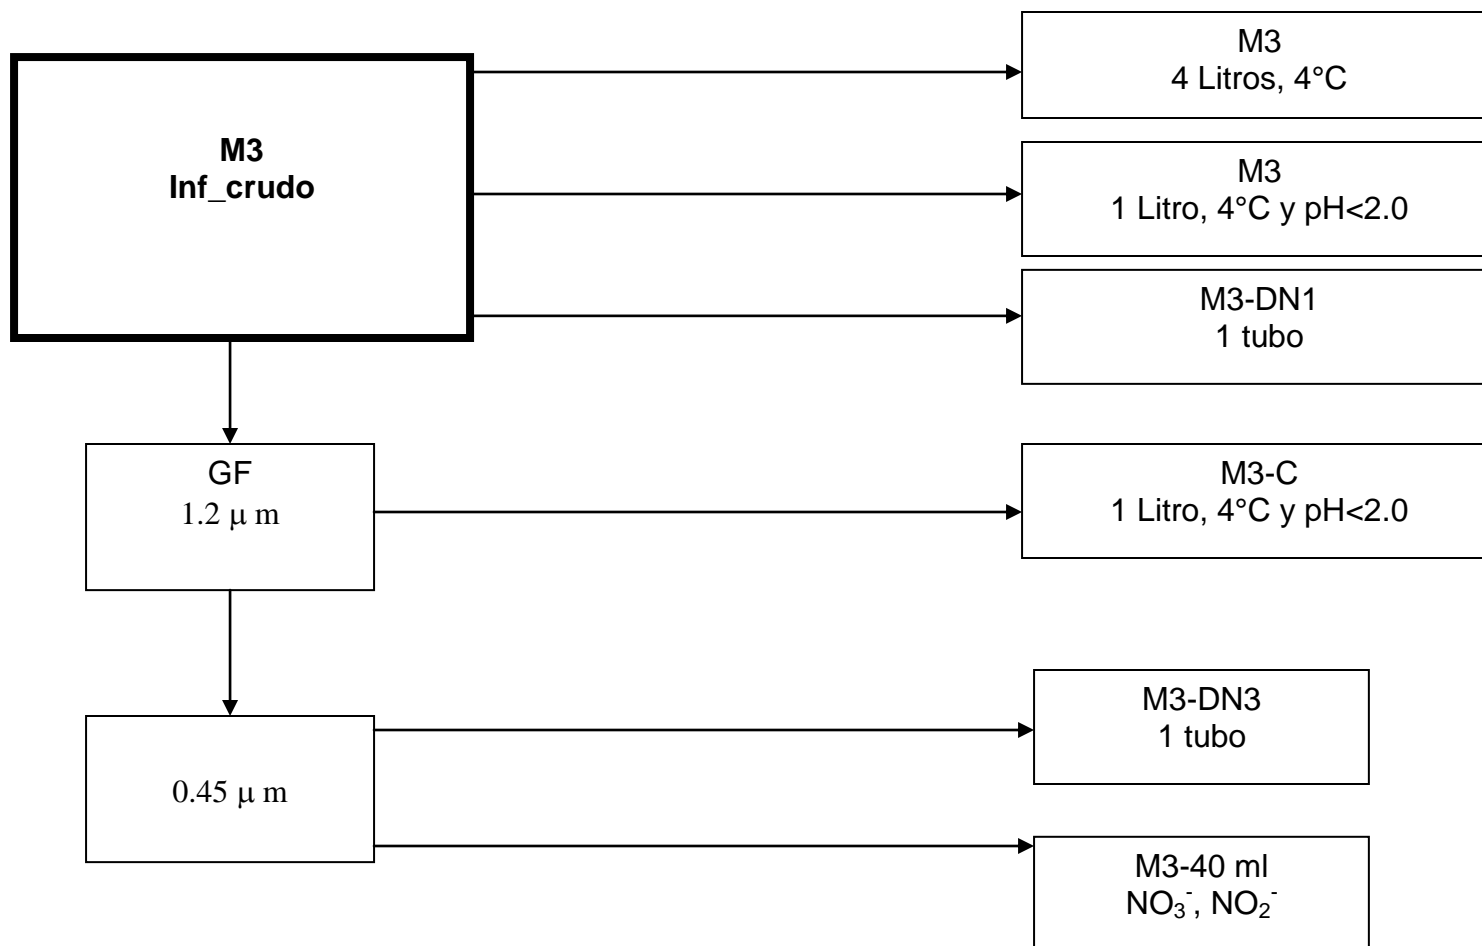 M3
Inf_crudo
M3
4 Litros, 4°C
M3
1 Litro, 4°C y pH<2.0
M3-DN1
1 tubo
GF
1.2 μ m
M3-C
1 Litro, 4°C y pH<2.0
0.45 μ m
M3-DN3
1 tubo
M3-40 ml
NO₃⁻, NO₂⁻